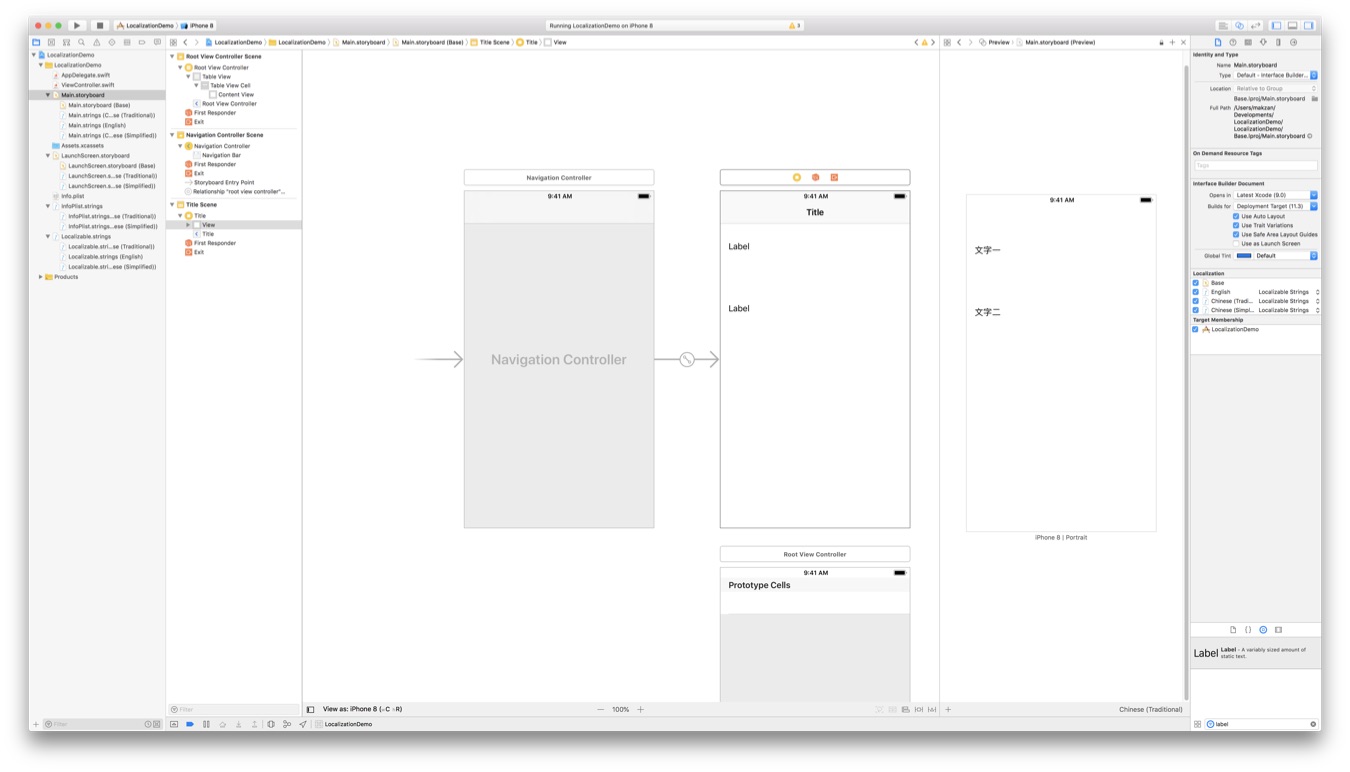 LocalizationDemo 〉 iPhone 8
Running LocalizationDemo on iPhone 8
3
LocalizationDemo
LocalizationDemo
AppDelegate.swift
ViewController.swift
Main.storyboard
Main.storyboard (Base)
Main.strings (C...se (Traditional))
Main.strings (English)
Main.strings (C...ese (Simplified))
Assets.xcassets
LaunchScreen.storyboard
LaunchScreen.storyboard (Base)
LaunchScreen.s...se (Traditional))
LaunchScreen.s...ese (Simplified))
Info.plist
InfoPlist.strings
InfoPlist.strings...se (Traditional))
InfoPlist.strings...ese (Simplified))
Localizable.strings
Localizable.stri...se (Traditional))
Localizable.strings (English)
Localizable.stri...ese (Simplified))
Products
Filter
LocalizationDemo 〉 LocalizationDemo 〉 Main.storyboard 〉 Main.storyboard (Base) 〉 Title Scene 〉 Title 〉 View
Root View Controller Scene
Root View Controller
Table View
Table View Cell
Content View
Root View Controller
First Responder
Exit
Navigation Controller Scene
Navigation Controller
Navigation Bar
First Responder
Exit
Storyboard Entry Point
Relationship "root view controller"...
Title Scene
Title
View
Title
First Responder
Exit
Filter
Navigation Controller
9:41 AM
Navigation Controller
9:41 AM
Title
Label
Label
Root View Controller
9:41 AM
Prototype Cells
View as: iPhone 8 (wC hR)
100%
LocalizationDemo
Preview 〉 Main.storyboard (Preview)
9:41 AM
文字一
文字二
iPhone 8 | Portrait
Chinese (Traditional)
Identity and Type
Name Main.storyboard
Type Default - Interface Builder...
Location Relative to Group
Base.lproj/Main.storyboard
Full Path /Users/makzan/
Developments/
LocalizationDemo/
LocalizationDemo/
Base.lproj/Main.storyboard
On Demand Resource Tags
Tags
Interface Builder Document
Opens in Latest Xcode (9.0)
Builds for Deployment Target (11.3)
Use Auto Layout
Use Trait Variations
Use Safe Area Layout Guides
Use as Launch Screen
Global Tint Default
Localization
Base
English Localizable Strings
Chinese (Tradi... Localizable Strings
Chinese (Simpl... Localizable Strings
Target Membership
LocalizationDemo
Label Label - A variably sized amount of
static text.
label